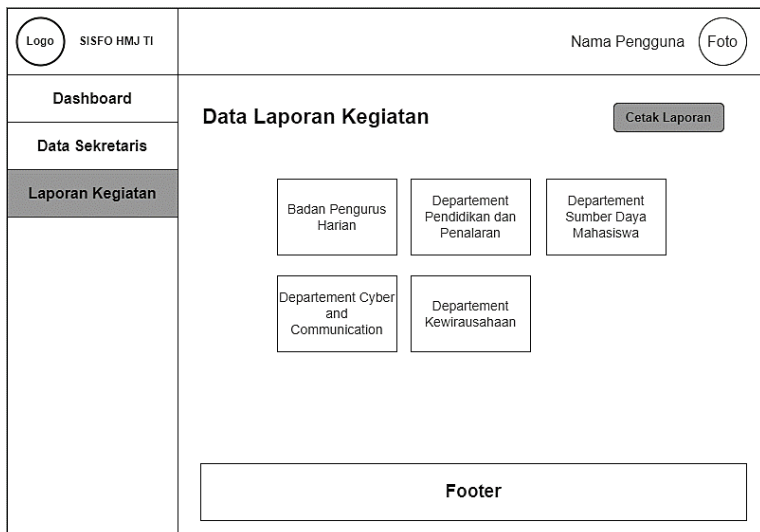 Logo
SISFO HMJ TI
Nama Pengguna
Foto
Dashboard
Data Sekretaris
Laporan Kegiatan
Data Laporan Kegiatan
Cetak Laporan
Badan Pengurus
Harian
Departement
Pendidikan dan
Penalaran
Departement
Sumber Daya
Mahasiswa
Departement Cyber
and
Communication
Departement
Kewirausahaan
Footer